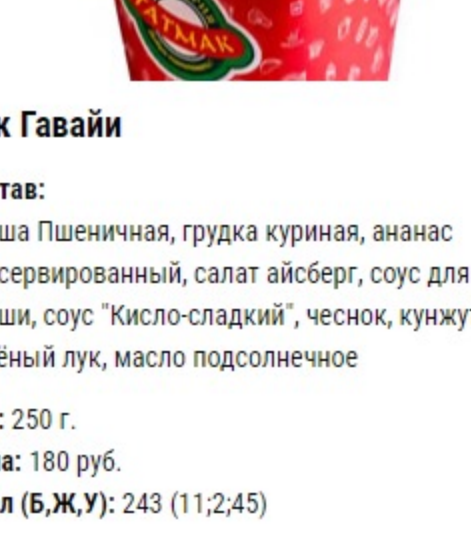 ФАТМАК
к Гавайи
тав:
ша Пшеничная, грудка куриная, ананас
сервированный, салат айсберг, соус для
ши, соус "Кисло-сладкий", чеснок, кунжут
ёный лук, масло подсолнечное
: 250 г.
а: 180 руб.
л (Б,Ж,У): 243 (11;2;45)